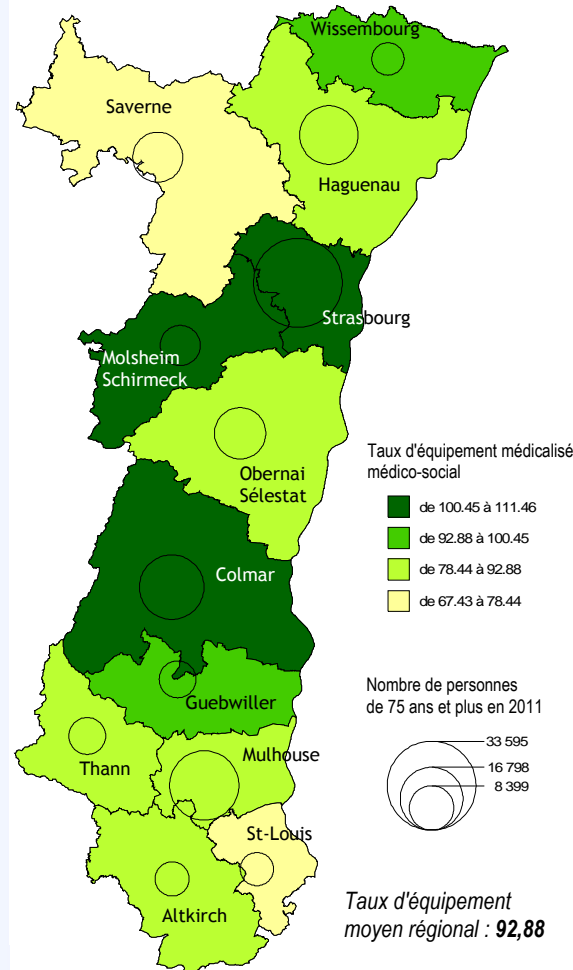 Wissembourg
Saverne
Haguenau
Strasbourg
Molsheim
Schirmeck
Obernai
Sélestat
Colmar
Guebwiller
Thann
Mulhouse
St-Louis
Altkirch
Taux d'équipement médicalisé
médico-social
de 100.45 à 111.46
de 92.88 à 100.45
de 78.44 à 92.88
de 67.43 à 78.44
Nombre de personnes
de 75 ans et plus en 2011
33 595
16 798
8 399
Taux d'équipement
moyen régional : 92,88